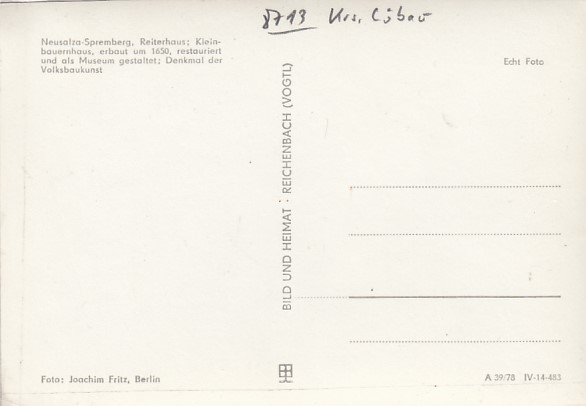 8713 Krs. Löbau
Neusalza-Spremberg, Reiterhaus; Klein-
bauernhaus, erbaut um 1650, restauriert
und als Museum gestaltet; Denkmal der
Volksbaukunst
Echt Foto
BILD UND HEIMAT · REICHENBACH (VOGTL)
Foto: Joachim Fritz, Berlin
A 39/78 IV-14-483